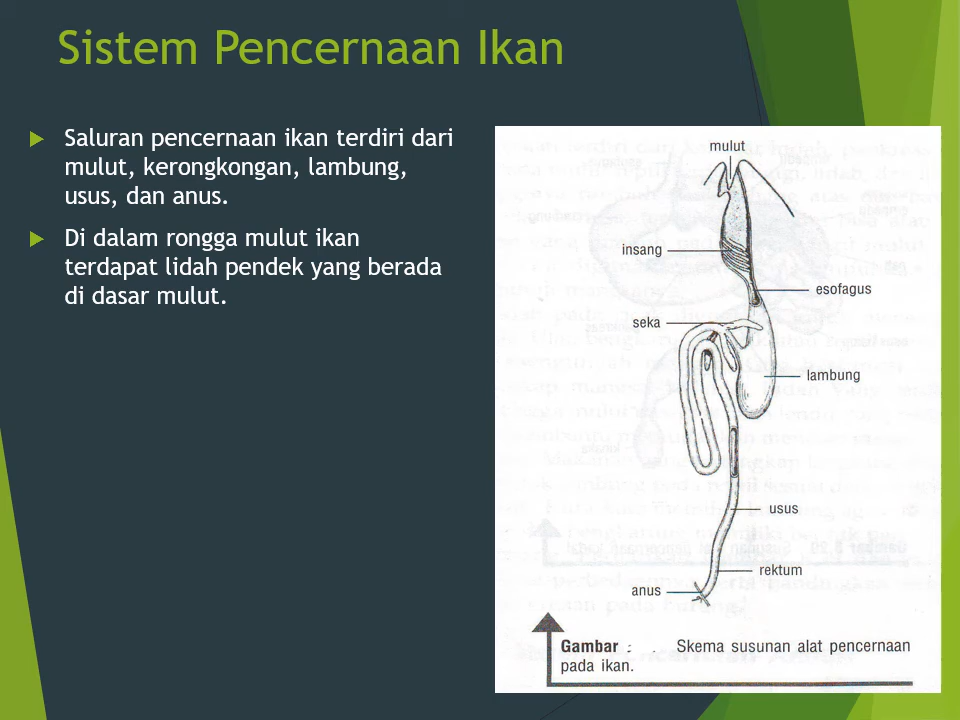 Sistem Pencernaan Ikan
Saluran pencernaan ikan terdiri dari
mulut, kerongkongan, lambung,
usus, dan anus.
Di dalam rongga mulut ikan
terdapat lidah pendek yang berada
di dasar mulut.
mulut
insang
esofagus
seka
lambung
usus
rektum
anus
Gambar : . Skema susunan alat pencernaan
pada ikan.